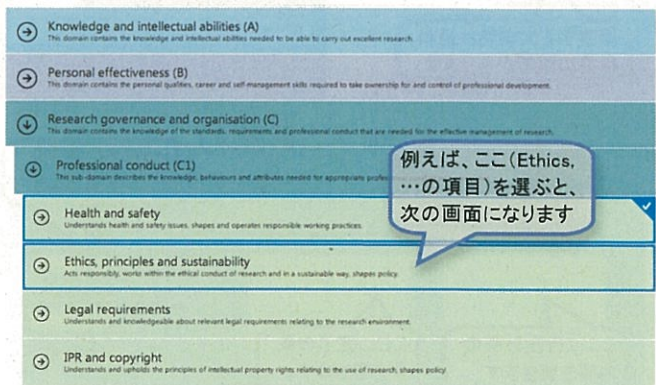 Knowledge and intellectual abilities (A)
This domain contains the knowledge and intellectual abilities needed to be able to carry out excellent research.
Personal effectiveness (B)
This domain contains the personal qualities, career and self-management skills required to take ownership for and control of professional development.
Research governance and organisation (C)
This domain contains the knowledge of the standards, requirements and professional conduct that are needed for the effective management of research.
Professional conduct (C1)
This sub-domain describes the knowledge, behaviours and attributes needed for appropriate
例えば、ここ(Ethics,
…の項目)を選ぶと、
次の画面になります
Health and safety
Understands health and safety issues, shapes and operates responsible working practices.
Ethics, principles and sustainability
Acts responsibly, works within the ethical conduct of research and in a sustainable way, shapes policy.
Legal requirements
Understands and knowledgeable about relevant legal requirements relating to the research environment.
IPR and copyright
Understands and upholds the principles of intellectual property rights relating to the use of research, shapes policy.